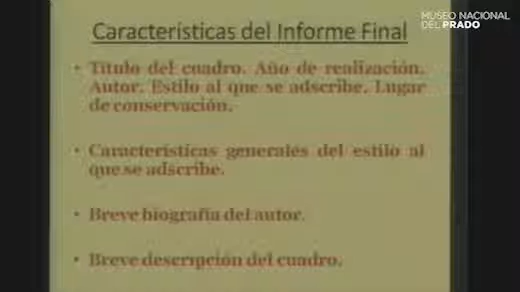 MUSEO NACIONAL
DEL PRADO
Características del Informe Final
• Título del cuadro. Año de realización.
Autor. Estilo al que se adscribe. Lugar
de conservación.
• Características generales del estilo al
que se adscribe.
• Breve biografía del autor.
• Breve descripción del cuadro.